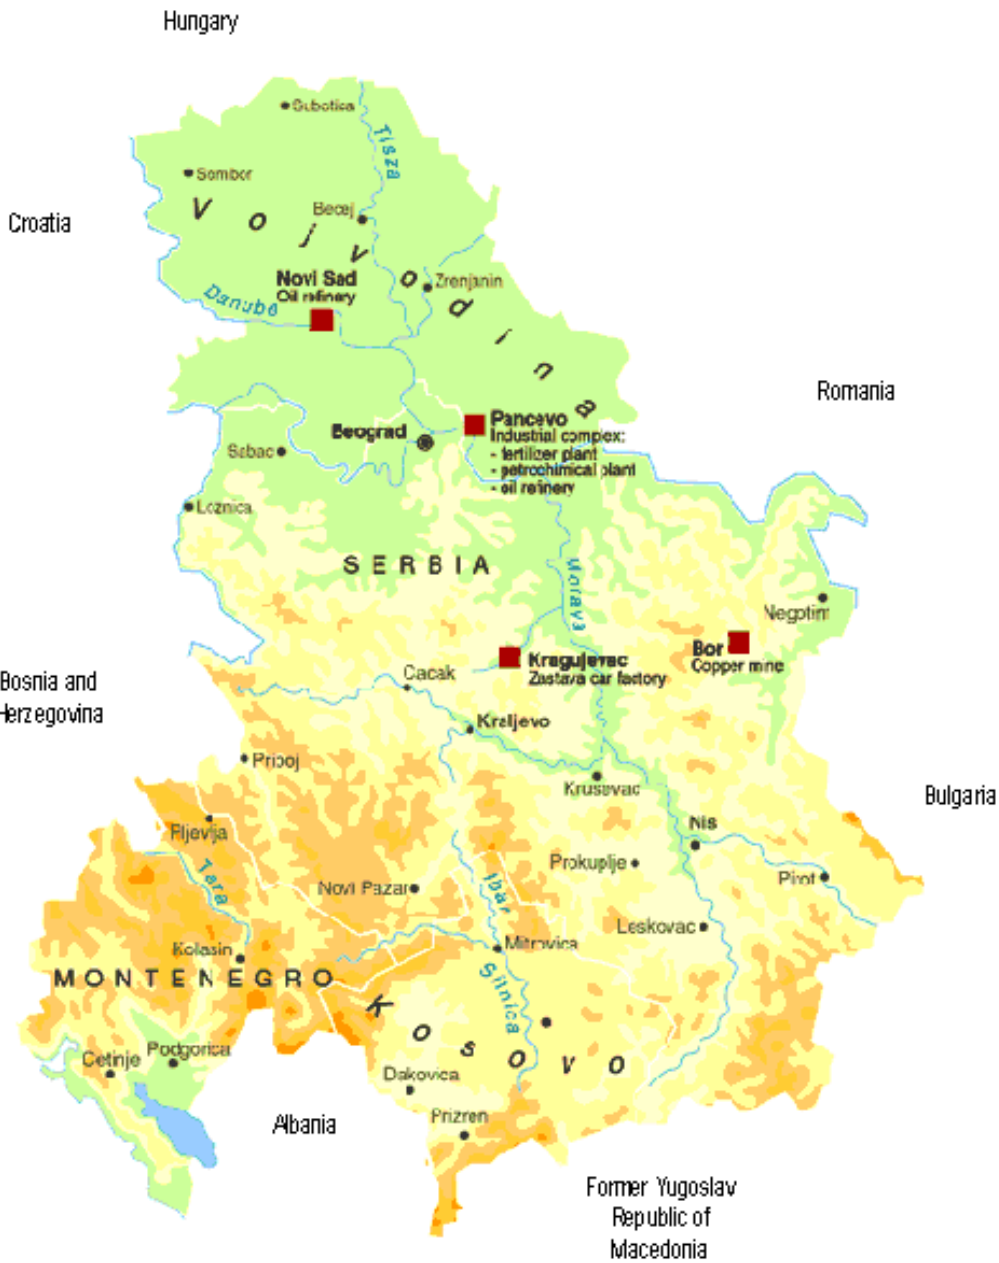 Hungary
Subotica
Tisza
Sombor
Vojvodina
Becej
Croatia
Novi Sad
Oil refinery
Zrenjanin
Danube
Romania
Pancevo
Industrial complex:
- fertilizer plant
- petrochimical plant
- oil refinery
Beograd
Sabac
Loznica
SERBIA
Morava
Negotim
Bor
Copper mine
Kragujevac
Zastava car factory
Bosnia and
Herzegovina
Cacak
Kraljevo
Priboj
Krusevac
Bulgaria
Pljevlja
Nis
Tara
Prokuplje
Pirot
Novi Pazar
Ibar
Leskovac
Kolasin
Mitrovica
MONTENEGRO
Sitnica
Kosovo
Cetinje
Podgorica
Dakovica
Prizren
Albania
Former Yugoslav
Republic of
Macedonia